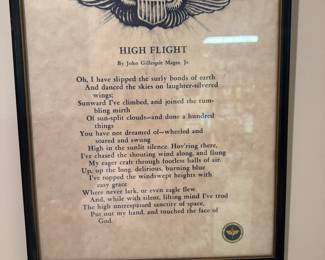 HIGH FLIGHT
By John Gillespie Magee Jr.
Oh, I have slipped the surly bonds of earth
And danced the skies on laughter-silvered
wings;
Sunward I've climbed, and joined the tum-
bling mirth
Of sun-split clouds—and done a hundred
things
You have not dreamed of—wheeled and
soared and swung
High in the sunlit silence. Hov'ring there,
I've chased the shouting wind along, and flung
My eager craft through footless halls of air.
Up, up the long, delirious, burning blue
I've topped the windswept heights with
easy grace
Where never lark, or even eagle flew.
And, while with silent, lifting mind I've trod
The high untrespassed sanctity of space,
Put out my hand, and touched the face of
God.